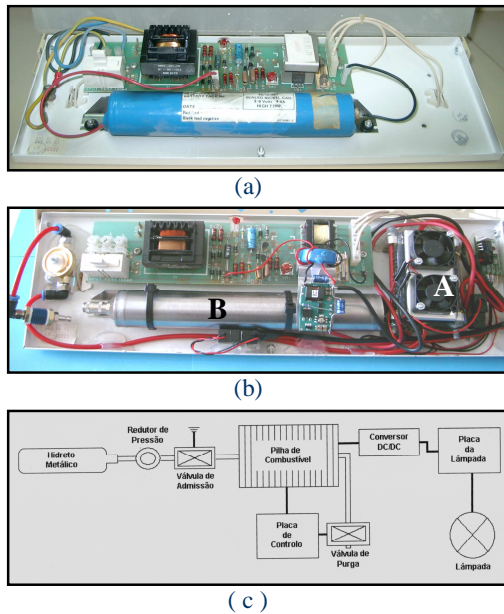 (a)
B
A
(b)
Hidreto
Metálico
Redutor de
Pressão
Válvula de
Admissão
Pilha de
Combustível
Placa
de
Controlo
Válvula de
Purga
Conversor
DC/DC
Placa
da
Lâmpada
Lâmpada
( c )